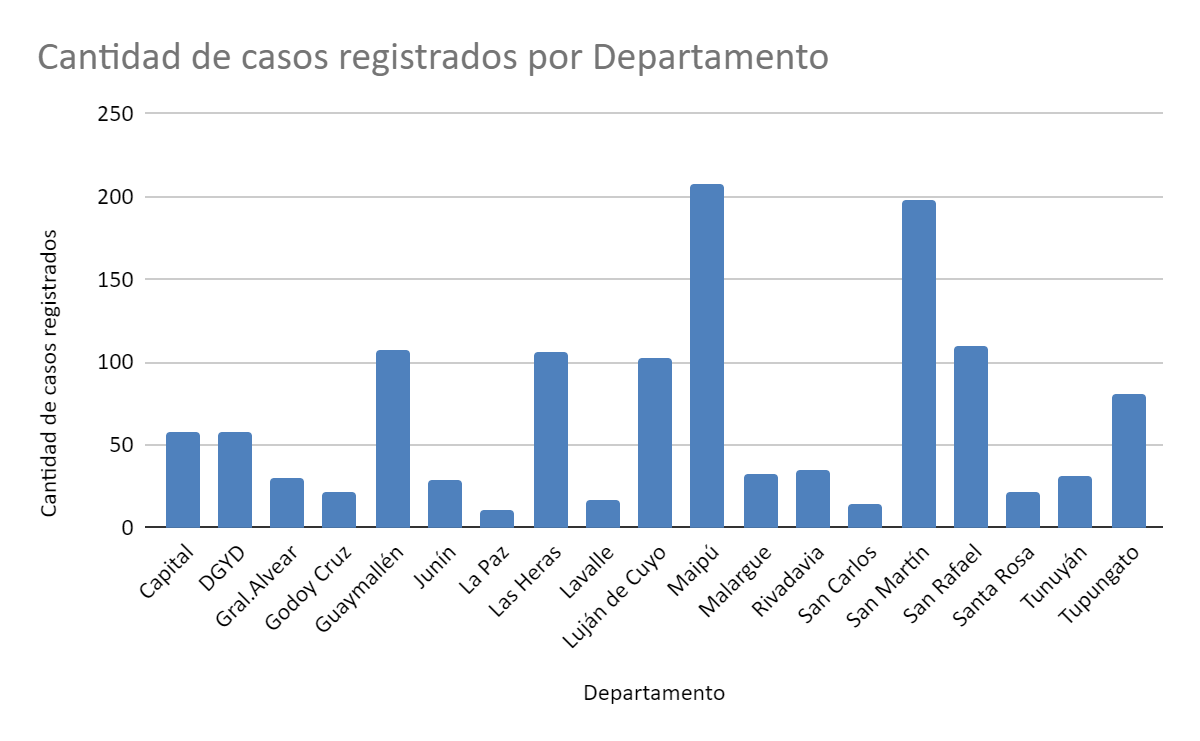 Cantidad de casos registrados por Departamento
Cantidad de casos registrados
250
200
150
100
50
0
Capital
DGYD
Gral.Alvear
Godoy Cruz
Guaymallén
Junín
La Paz
Las Heras
Lavalle
Luján de Cuyo
Maipú
Malargue
Rivadavia
San Carlos
San Martín
San Rafael
Santa Rosa
Tunuyán
Tupungato
Departamento